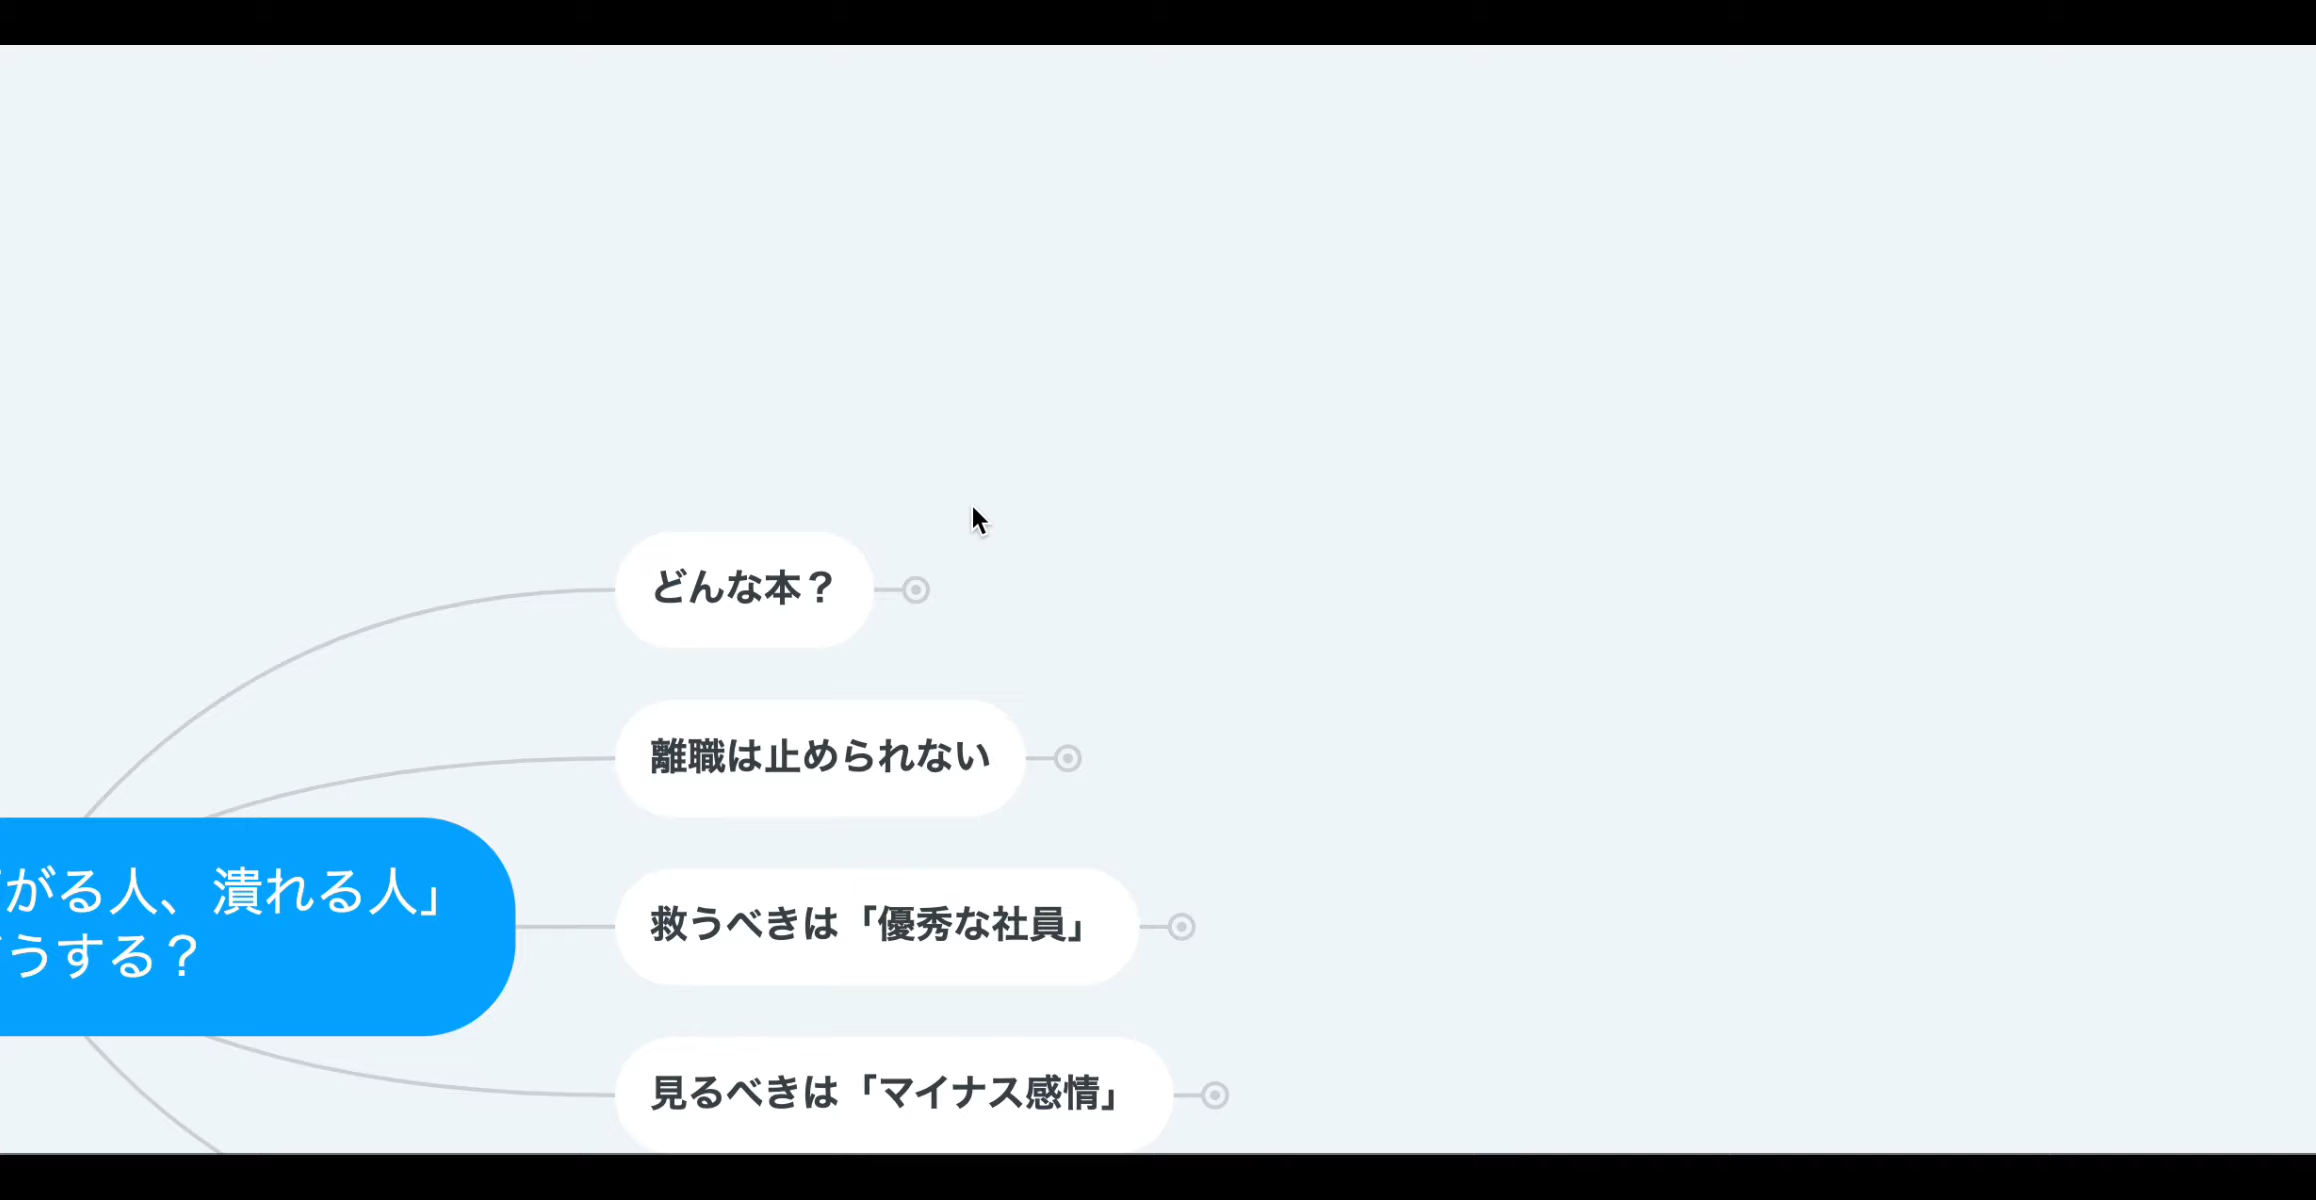 どんな本？
離職は止められない
がる人、潰れる人」
うする？
救うべきは「優秀な社員」
見るべきは「マイナス感情」